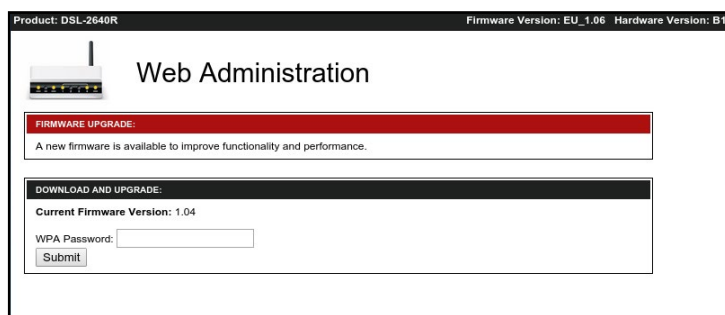 Product: DSL-2640R Firmware Version: EU_1.06 Hardware Version: B1
Web Administration
FIRMWARE UPGRADE:
A new firmware is available to improve functionality and performance.
DOWNLOAD AND UPGRADE:
Current Firmware Version: 1.04
WPA Password:
Submit